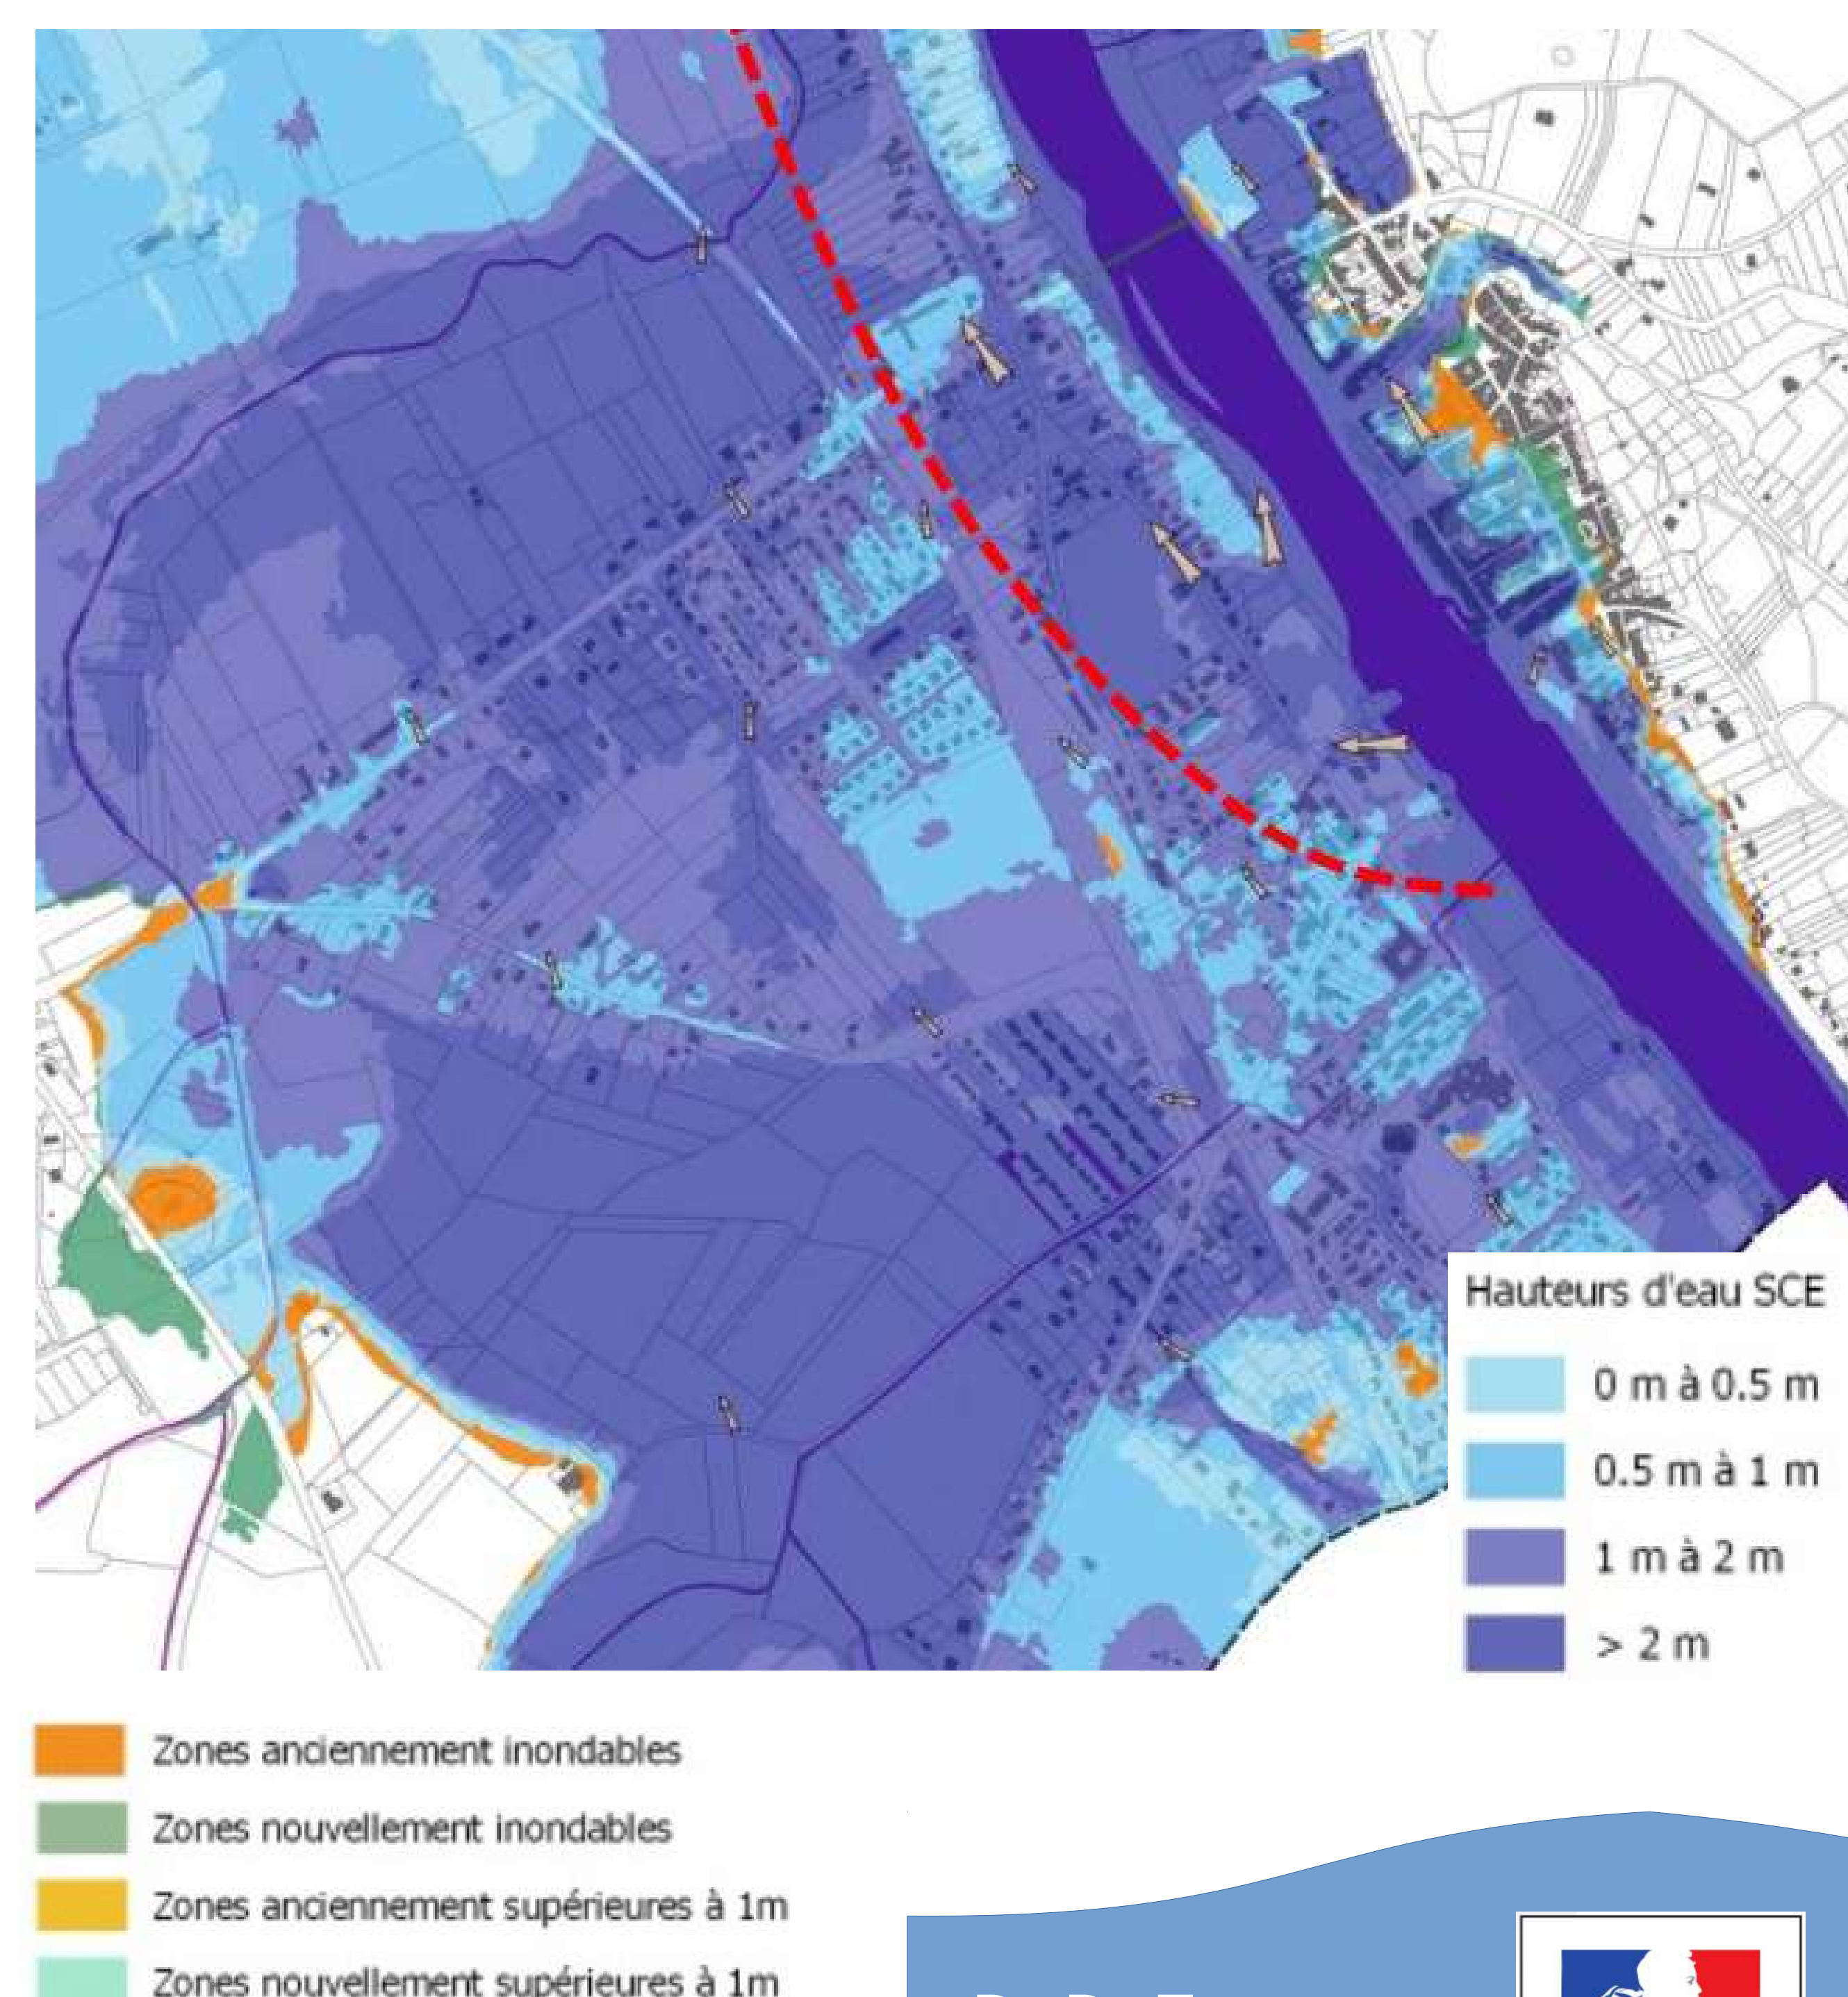 Hauteurs d'eau SCE
0 m à 0.5 m
0.5 m à 1 m
1 m à 2 m
> 2 m
Zones anciennement inondables
Zones nouvellement inondables
Zones anciennement supérieures à 1m
Zones nouvellement supérieures à 1m